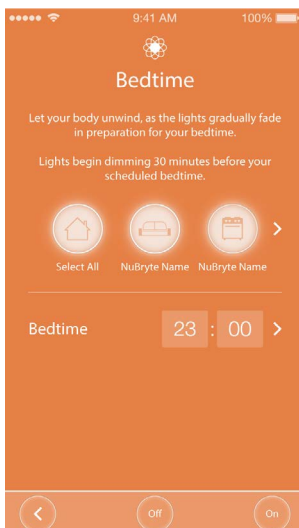 9:41 AM 100%
Bedtime
Let your body unwind, as the lights gradually fade
in preparation for your bedtime.
Lights begin dimming 30 minutes before your
scheduled bedtime.
Select All NuBryte Name NuBryte Name
Bedtime 23 : 00
Off On